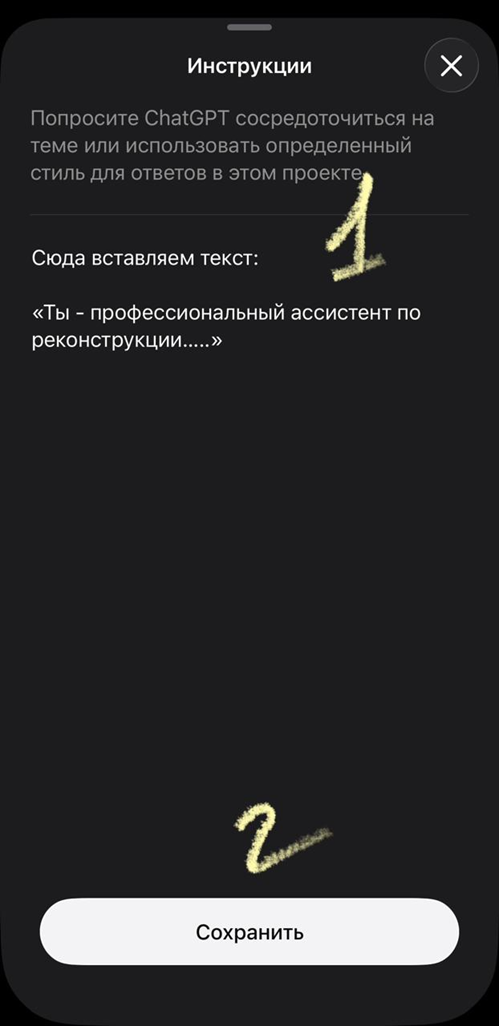 Инструкции
Попросите ChatGPT сосредоточиться на
теме или использовать определенный
стиль для ответов в этом проекте.
1
Сюда вставляем текст:
«Ты - профессиональный ассистент по
реконструкции.....»
2
Сохранить